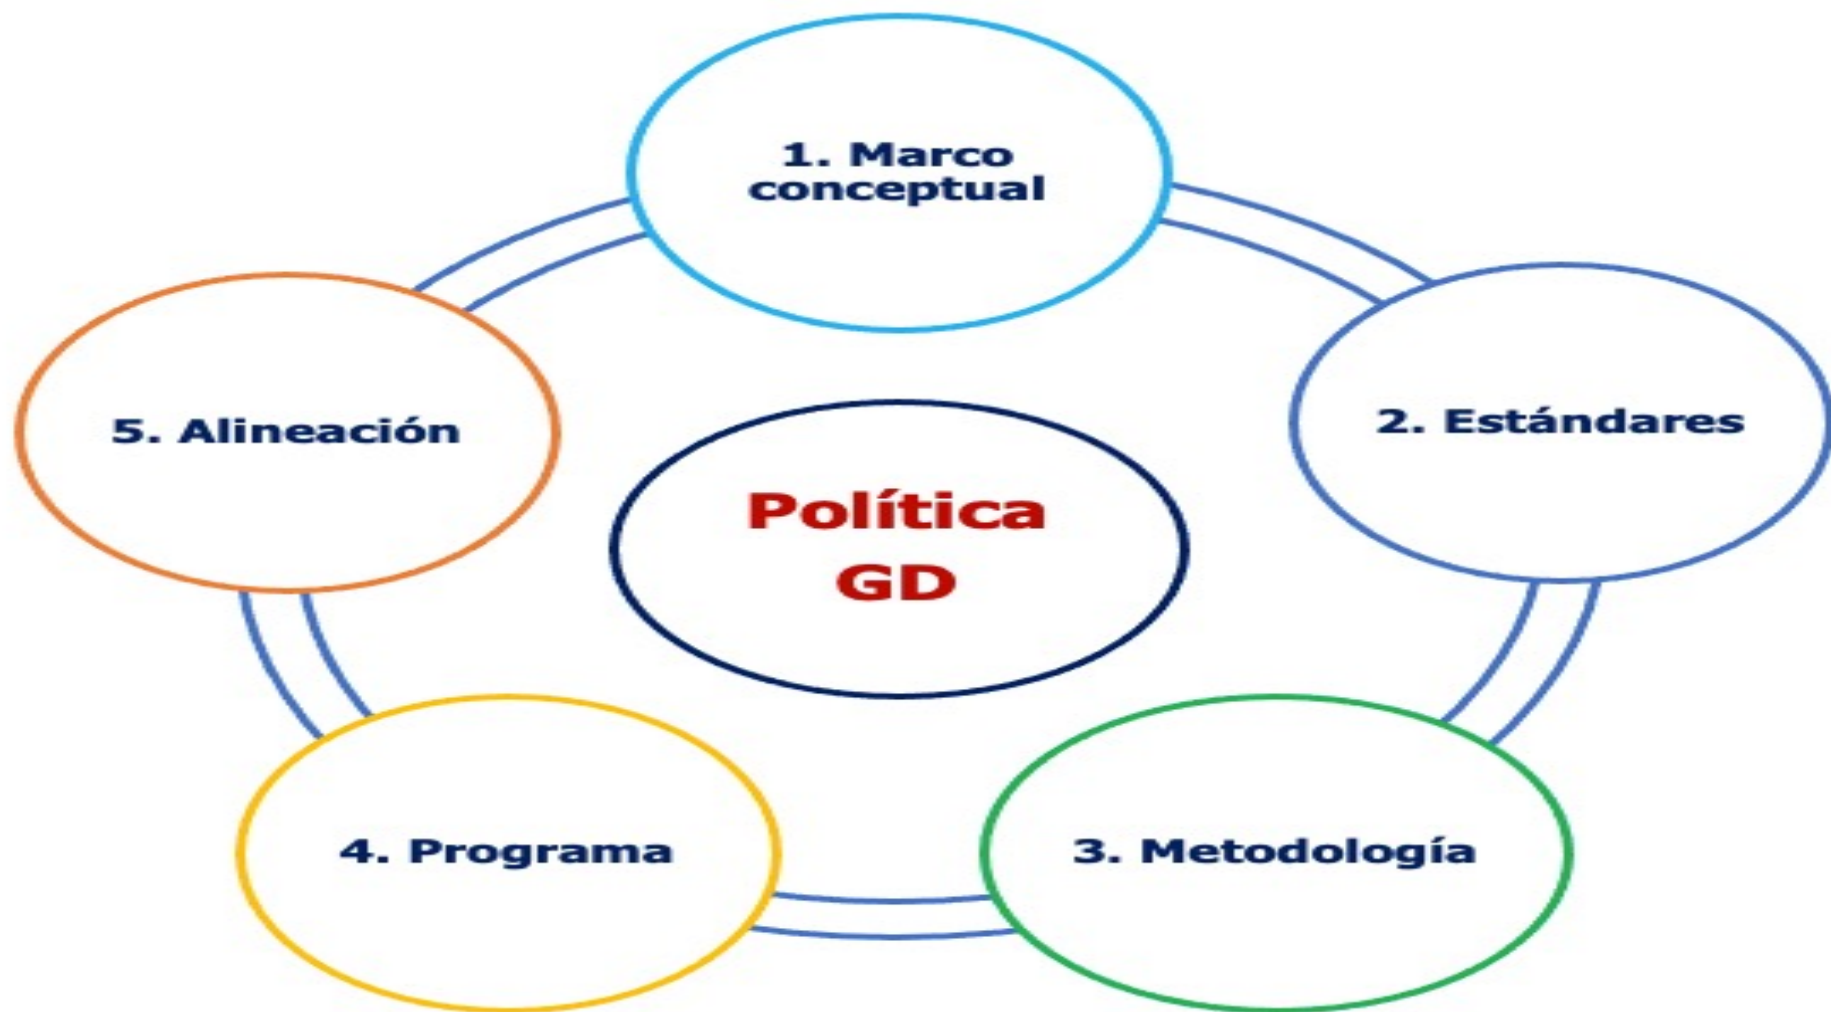 1. Marco
conceptual
2. Estándares
3. Metodología
4. Programa
5. Alineación
Política
GD